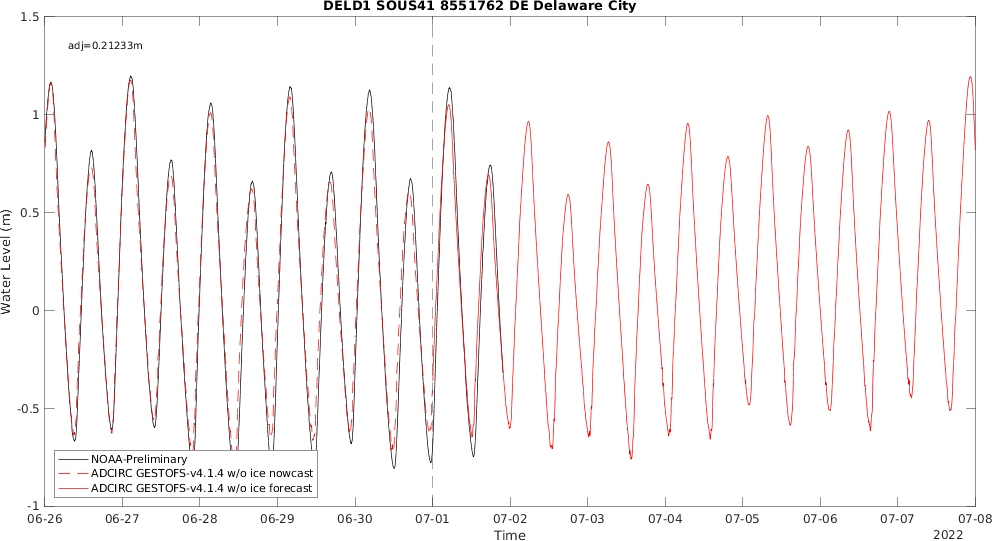 DELD1 SOUS41 8551762 DE Delaware City
adj=0.21233m
Water Level (m)
1.5
1
0.5
0
-0.5
-1
NOAA-Preliminary
ADCIRC GESTOFS-v4.1.4 w/o ice nowcast
ADCIRC GESTOFS-v4.1.4 w/o ice forecast
06-26 06-27 06-28 06-29 06-30 07-01 07-02 07-03 07-04 07-05 07-06 07-07 07-08
Time
2022